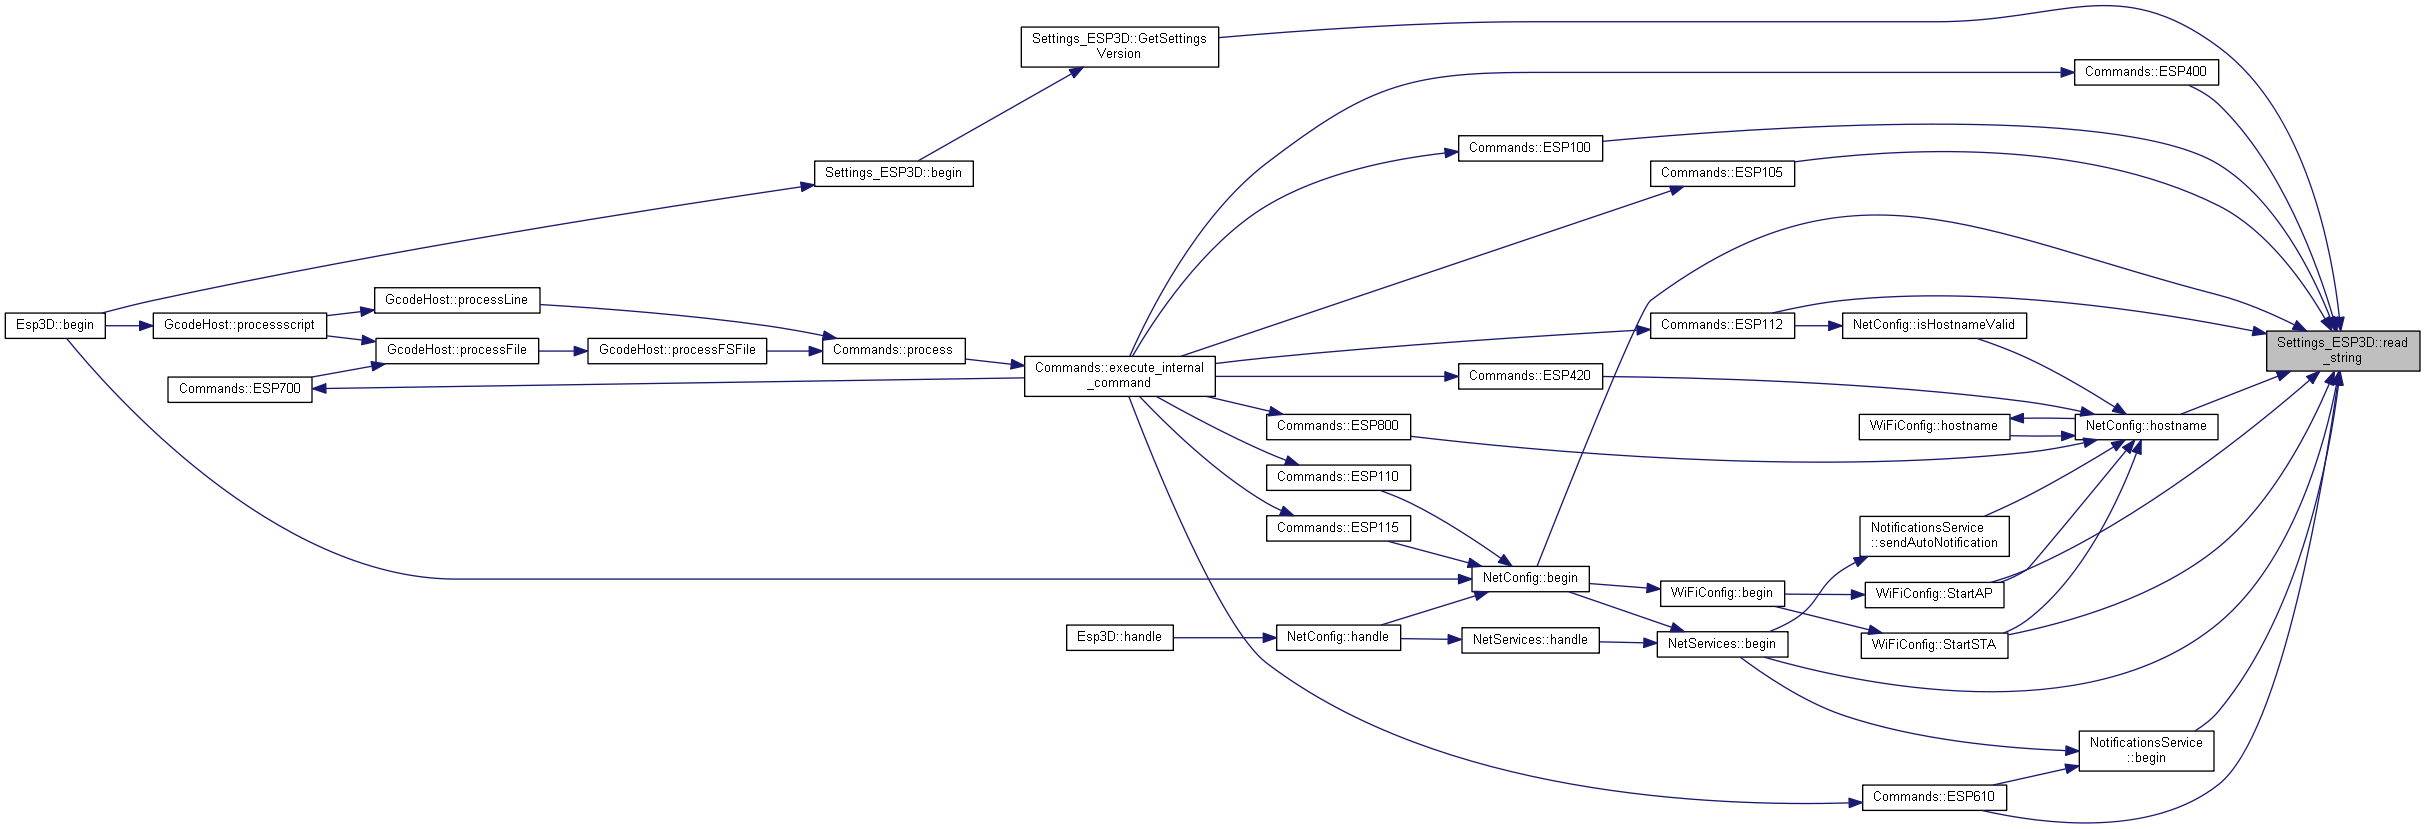 Settings_ESP3D::GetSettings
Version
Commands::ESP400
Commands::ESP100
Settings_ESP3D::begin
Commands::ESP105
GcodeHost::processLine
Esp3D::begin
GcodeHost::processscript
Commands::ESP112
NetConfig::isHostnameValid
GcodeHost::processFile
GcodeHost::processFSFile
Commands::process
Settings_ESP3D::read
_string
Commands::execute_internal
_command
Commands::ESP700
Commands::ESP420
Commands::ESP800
WiFiConfig::hostname
NetConfig::hostname
Commands::ESP110
Commands::ESP115
NotificationsService
::sendAutoNotification
NetConfig::begin
WiFiConfig::begin
WiFiConfig::StartAP
Esp3D::handle
NetConfig::handle
NetServices::handle
NetServices::begin
WiFiConfig::StartSTA
NotificationsService
::begin
Commands::ESP610